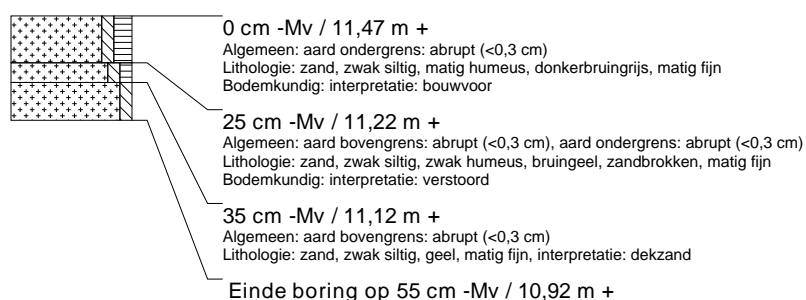 0 cm -Mv / 11,47 m +
Algemeen: aard ondergrens: abrupt (<0,3 cm)
Lithologie: zand, zwak siltig, matig humeus, donkerbruingrijs, matig fijn
Bodemkundig: interpretatie: bouwvoor
25 cm -Mv / 11,22 m +
Algemeen: aard bovengrens: abrupt (<0,3 cm), aard ondergrens: abrupt (<0,3 cm)
Lithologie: zand, zwak siltig, zwak humeus, bruingeel, zandbrokken, matig fijn
Bodemkundig: interpretatie: verstoord
35 cm -Mv / 11,12 m +
Algemeen: aard bovengrens: abrupt (<0,3 cm)
Lithologie: zand, zwak siltig, geel, matig fijn, interpretatie: dekzand
Einde boring op 55 cm -Mv / 10,92 m +